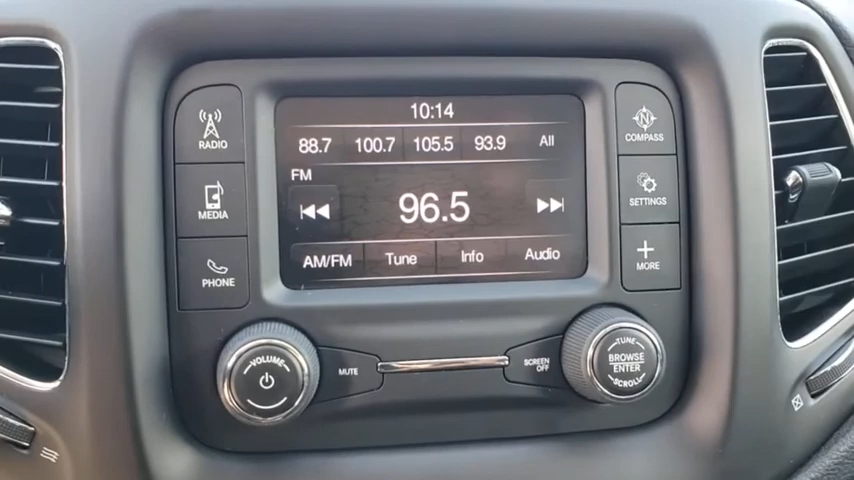 10:14
88.7 100.7 105.5 93.9 All
FM
96.5
AM/FM Tune Info Audio
RADIO
MEDIA
PHONE
N
COMPASS
SETTINGS
MORE
VOLUME
MUTE
SCREEN
OFF
TUNE
BROWSE
ENTER
SCROLL